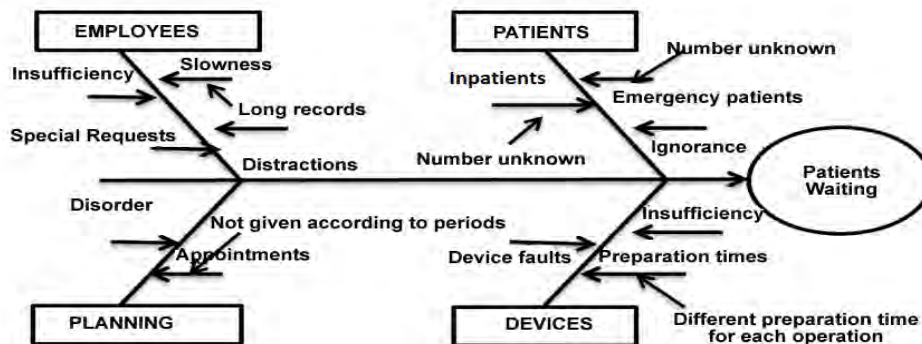 EMPLOYEES
PATIENTS
Insufficiency
Slowness
Long records
Special Requests
Distractions
Number unknown
Inpatients
Emergency patients
Number unknown
Ignorance
Patients
Waiting
Disorder
Not given according to periods
Appointments
Insufficiency
Device faults
Preparation times
PLANNING
DEVICES
Different preparation time
for each operation